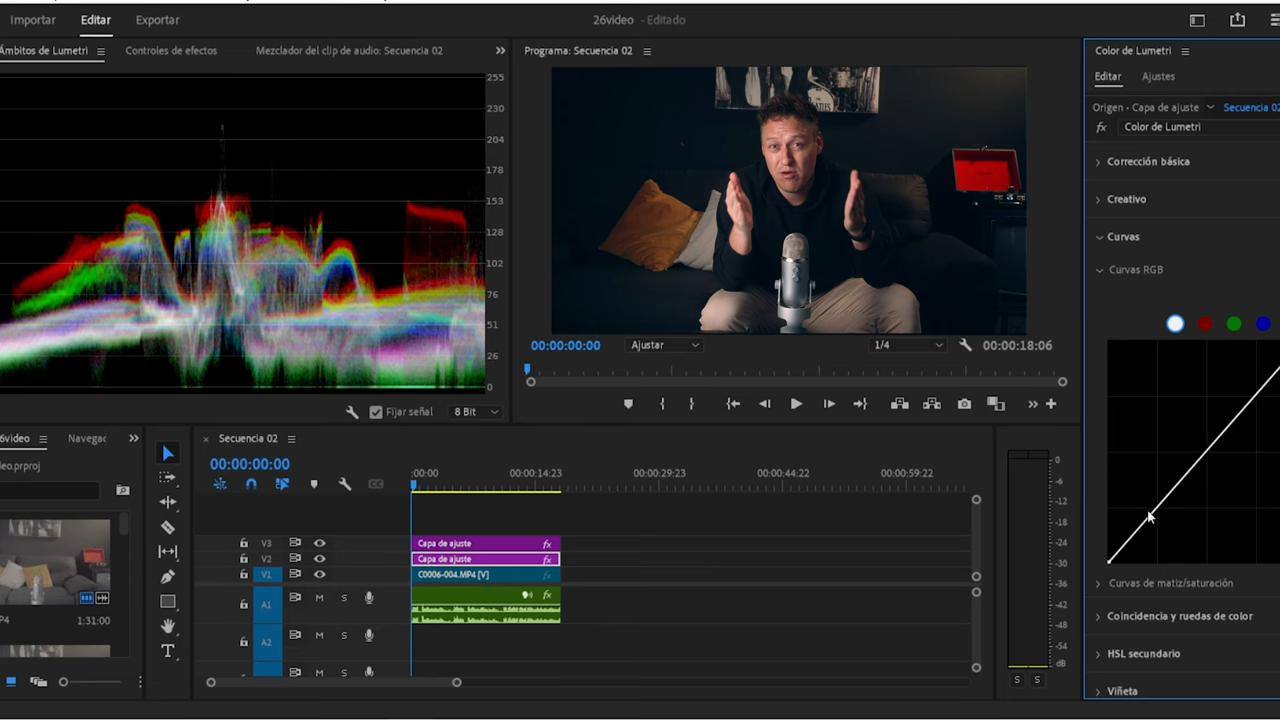 Importar Editar Exportar 26video - Editado
Ámbitos de Lumetri Controles de efectos Mezclador del clip de audio: Secuencia 02
Programa: Secuencia 02
Color de Lumetri
Editar Ajustes
Origen · Capa de ajuste Secuencia 02
fx Color de Lumetri
Corrección básica
Creativo
Curvas
Curvas RGB
255
230
204
178
153
128
102
76
51
26
0
Fijar señal 8 Bit
00:00:00:00 Ajustar 1/4 00:00:18:06
6video Navegac
eo.prproj
P4 1:31:00
Secuencia 02
00:00:00:00
:00:00 00:00:14:23 00:00:29:23 00:00:44:22 00:00:59:22
V3 Capa de ajuste fx
V2 Capa de ajuste fx
V1 C0006-004.MP4 [V] fx
A1 M S fx
A2 M S
M S
0
-6
-12
-18
-24
-30
-36
-42
-48
-54
dB
S S
Curvas de matiz/saturación
Coincidencia y ruedas de color
HSL secundario
Viñeta